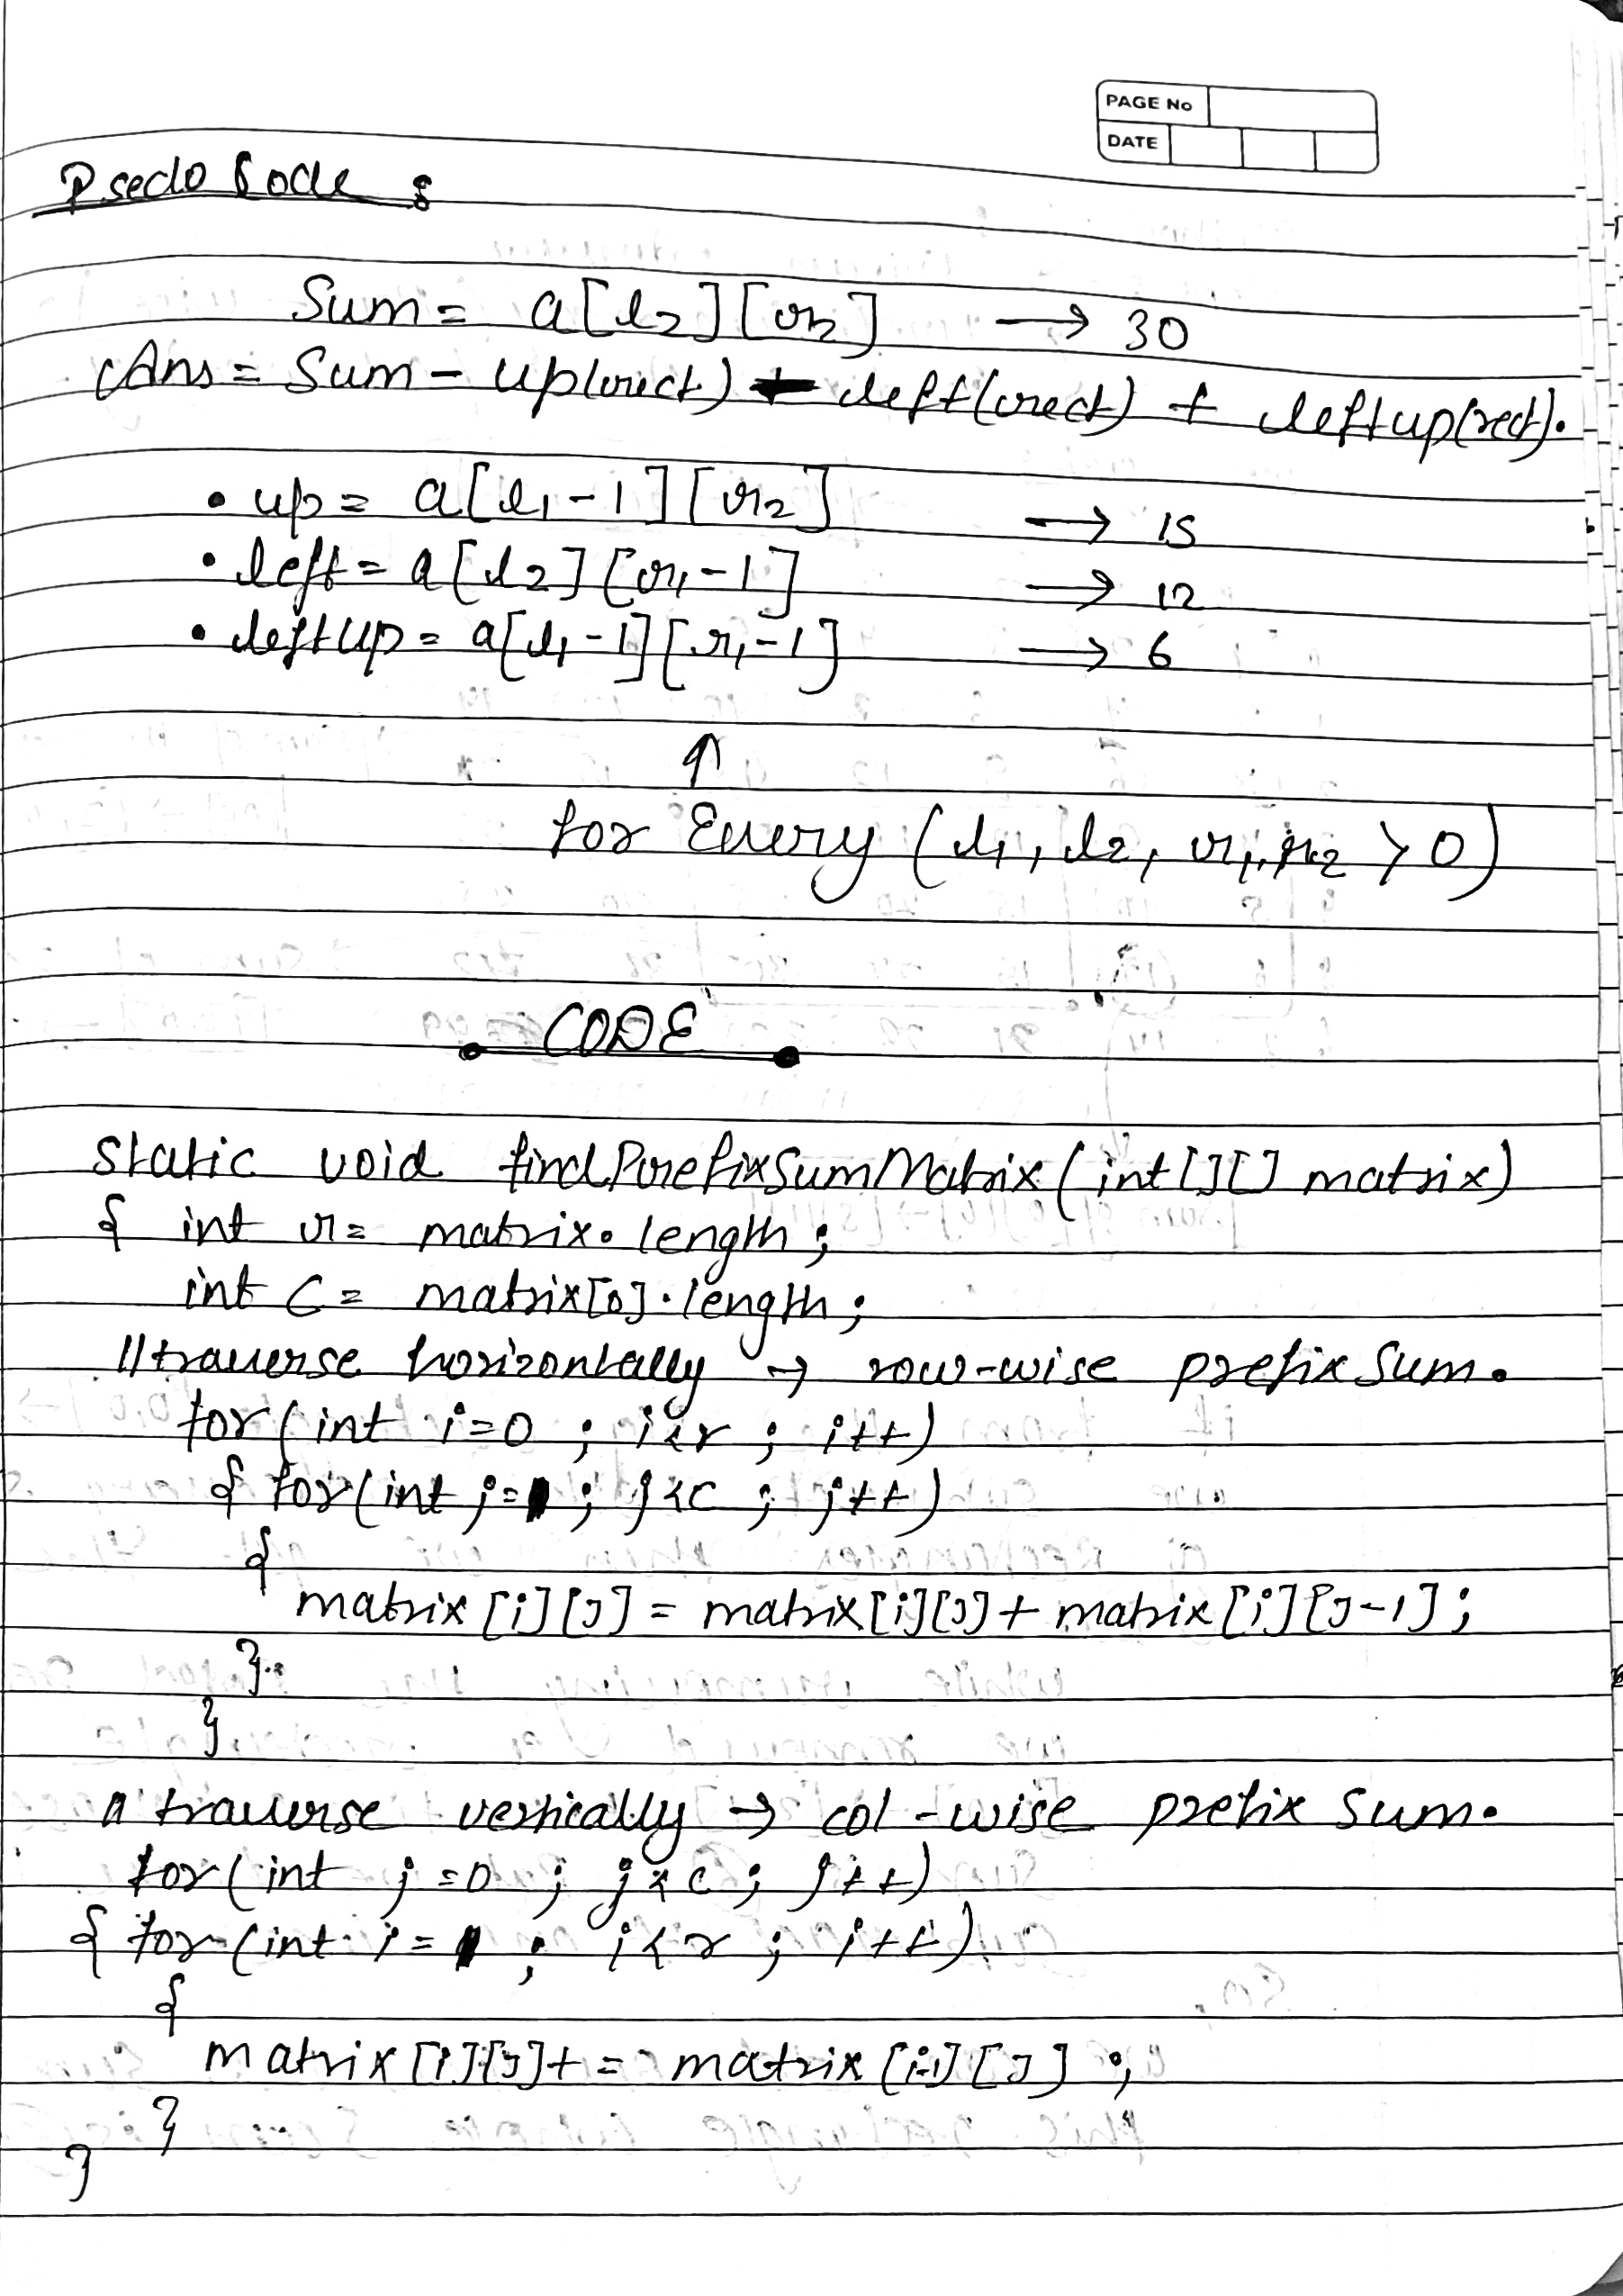 PAGE No
DATE
Psedo Code :
Sum = a[l2][r2] → 30
Ans = Sum - up(rect) - left(rect) + leftup(rect).
• up = a[l1-1][r2] → 15
• left = a[l2][r1-1] → 12
• leftup = a[l1-1][r1-1] → 6
↑
for Every (l1, l2, r1, r2 > 0)
CODE
static void findPrefixSumMatrix(int[][] matrix)
{ int r = matrix.length;
int c = matrix[0].length;
// traverse horizontally → row-wise prefix sum.
for(int i=0 ; i<r ; i++)
{ for(int j=1 ; j<c ; j++)
{
matrix[i][j] = matrix[i][j] + matrix[i][j-1];
}
}
// traverse vertically → col-wise prefix sum.
for(int j=0 ; j<c ; j++)
{ for(int i=1 ; i<r ; i++)
{
matrix[i][j] += matrix[i-1][j] ;
}
}